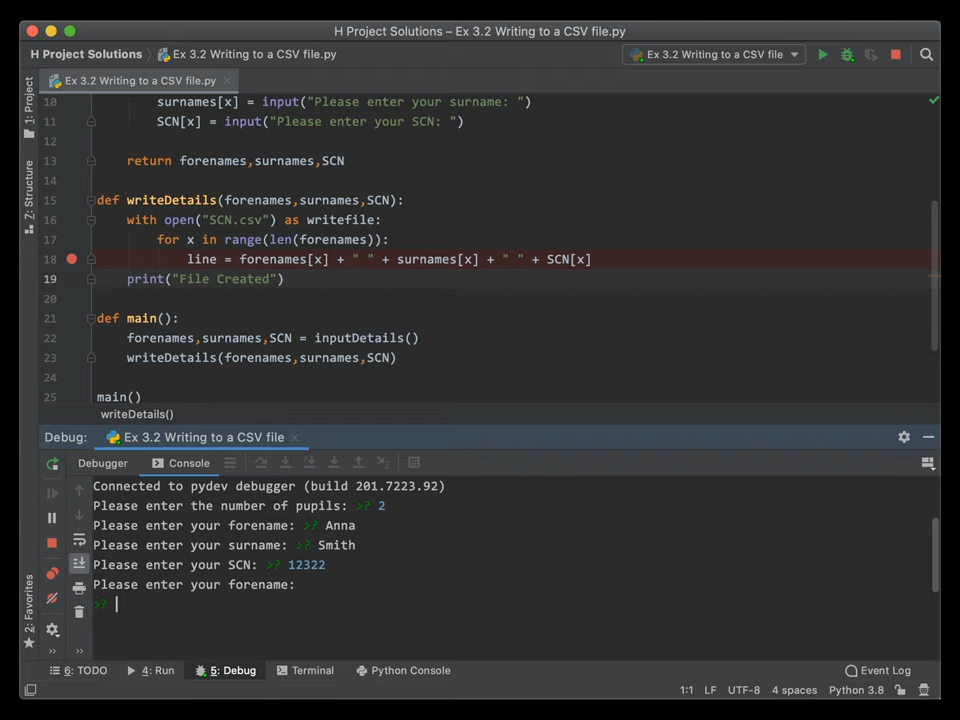 H Project Solutions – Ex 3.2 Writing to a CSV file.py
H Project Solutions Ex 3.2 Writing to a CSV file.py Ex 3.2 Writing to a CSV file
Ex 3.2 Writing to a CSV file.py
1: Project
Z: Structure
2: Favorites
10 surnames[x] = input("Please enter your surname: ")
11 SCN[x] = input("Please enter your SCN: ")
12
13 return forenames,surnames,SCN
14
15 def writeDetails(forenames,surnames,SCN):
16 with open("SCN.csv") as writefile:
17 for x in range(len(forenames)):
18 line = forenames[x] + " " + surnames[x] + " " + SCN[x]
19 print("File Created")
20
21 def main():
22 forenames,surnames,SCN = inputDetails()
23 writeDetails(forenames,surnames,SCN)
24
25 main()
writeDetails()
Debug: Ex 3.2 Writing to a CSV file
Debugger Console
Connected to pydev debugger (build 201.7223.92)
Please enter the number of pupils: >? 2
Please enter your forename: >? Anna
Please enter your surname: >? Smith
Please enter your SCN: >? 12322
Please enter your forename:
>?
6: TODO 4: Run 5: Debug Terminal Python Console Event Log
1:1 LF UTF-8 4 spaces Python 3.8